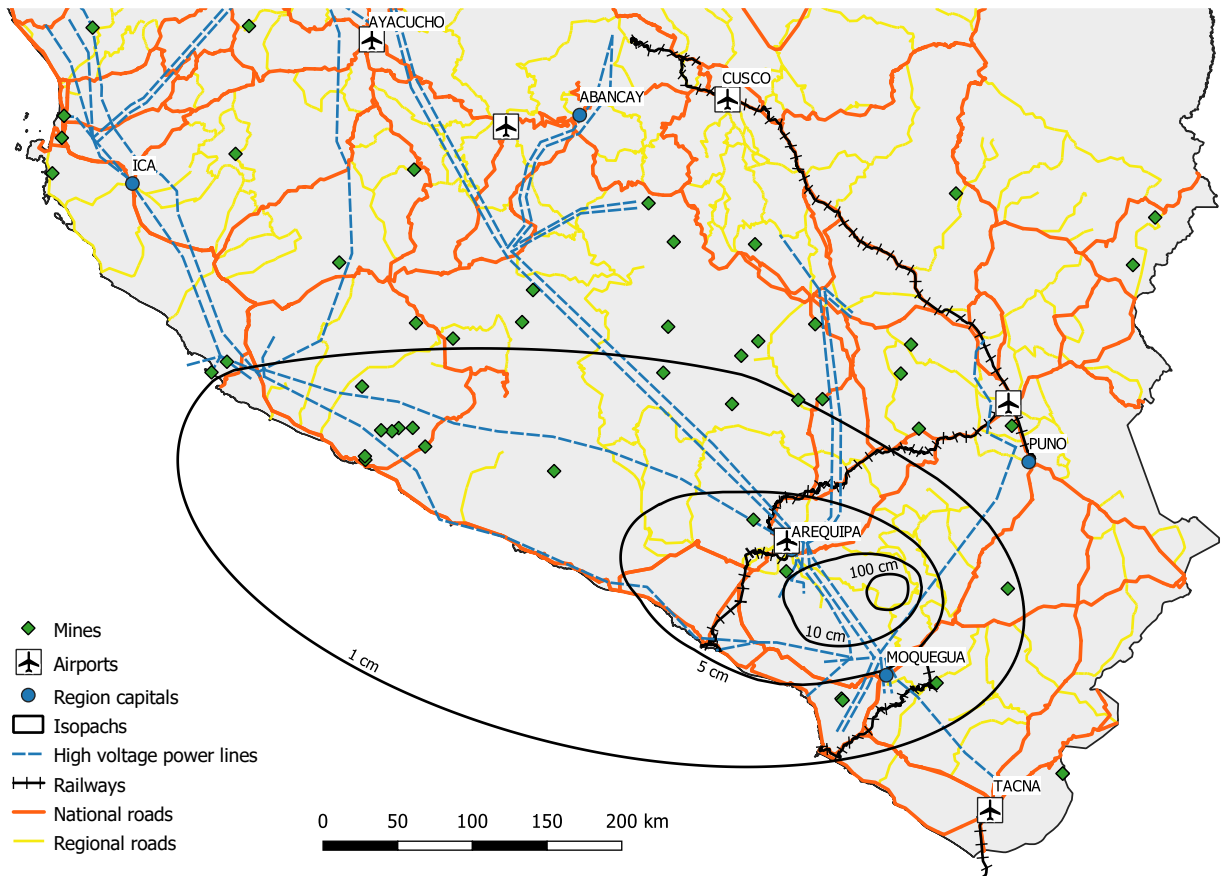 AYACUCHO
CUSCO
ABANCAY
ICA
PUNO
AREQUIPA
100 cm
10 cm
MOQUEGUA
1 cm
5 cm
TACNA
Mines
Airports
Region capitals
Isopachs
High voltage power lines
Railways
National roads
Regional roads
0 50 100 150 200 km